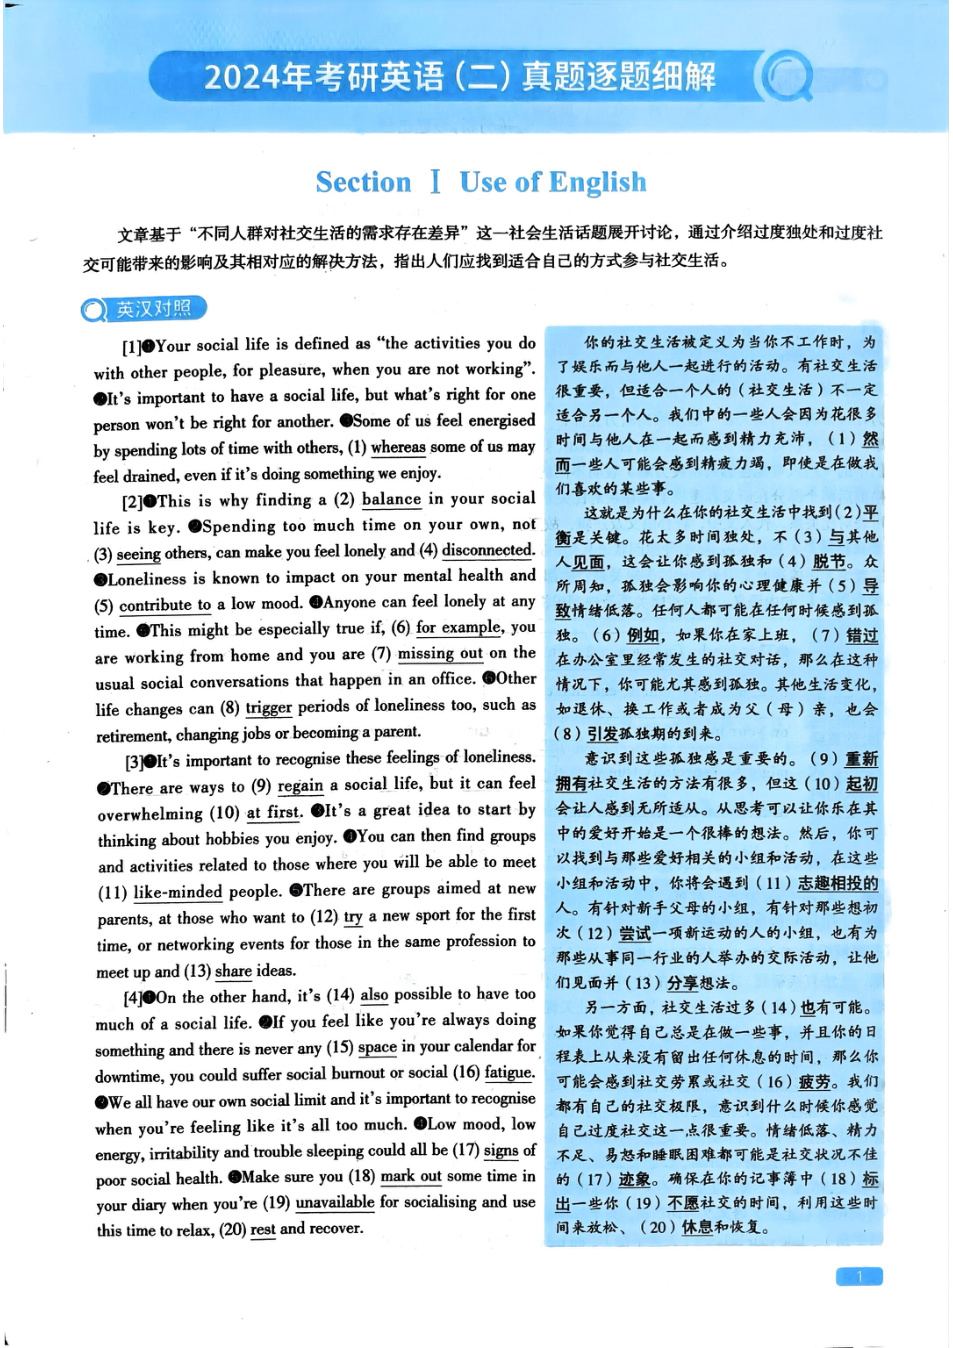 2024年考研英语（二）真题逐题细解
Section Ⅰ Use of English
文章基于“不同人群对社交生活的需求存在差异”这一社会生活话题展开讨论，通过介绍过度独处和过度社
交可能带来的影响及其相对应的解决方法，指出人们应找到适合自己的方式参与社交生活。
英汉对照
[1]❶Your social life is defined as “the activities you do
with other people, for pleasure, when you are not working”.
❷It's important to have a social life, but what's right for one
person won't be right for another. ❸Some of us feel energised
by spending lots of time with others, (1) whereas some of us may
feel drained, even if it's doing something we enjoy.
[2]❶This is why finding a (2) balance in your social
life is key. ❷Spending too much time on your own, not
(3) seeing others, can make you feel lonely and (4) disconnected.
❸Loneliness is known to impact on your mental health and
(5) contribute to a low mood. ❹Anyone can feel lonely at any
time. ❺This might be especially true if, (6) for example, you
are working from home and you are (7) missing out on the
usual social conversations that happen in an office. ❻Other
life changes can (8) trigger periods of loneliness too, such as
retirement, changing jobs or becoming a parent.
[3]❶It's important to recognise these feelings of loneliness.
❷There are ways to (9) regain a social life, but it can feel
overwhelming (10) at first. ❸It's a great idea to start by
thinking about hobbies you enjoy. ❹You can then find groups
and activities related to those where you will be able to meet
(11) like-minded people. ❺There are groups aimed at new
parents, at those who want to (12) try a new sport for the first
time, or networking events for those in the same profession to
meet up and (13) share ideas.
[4]❶On the other hand, it's (14) also possible to have too
much of a social life. ❷If you feel like you're always doing
something and there is never any (15) space in your calendar for
downtime, you could suffer social burnout or social (16) fatigue.
❸We all have our own social limit and it's important to recognise
when you're feeling like it's all too much. ❹Low mood, low
energy, irritability and trouble sleeping could all be (17) signs of
poor social health. ❺Make sure you (18) mark out some time in
your diary when you're (19) unavailable for socialising and use
this time to relax, (20) rest and recover.
你的社交生活被定义为当你不工作时，为
了娱乐而与他人一起进行的活动。有社交生活
很重要，但适合一个人的（社交生活）不一定
适合另一个人。我们中的一些人会因为花很多
时间与他人在一起而感到精力充沛，（1）然
而一些人可能会感到精疲力竭，即使是在做我
们喜欢的某些事。
这就是为什么在你的社交生活中找到（2）平
衡是关键。花太多时间独处，不（3）与其他
人见面，这会让你感到孤独和（4）脱节。众
所周知，孤独会影响你的心理健康并（5）导
致情绪低落。任何人都可能在任何时候感到孤
独。（6）例如，如果你在家上班，（7）错过
在办公室里经常发生的社交对话，那么在这种
情况下，你可能尤其感到孤独。其他生活变化，
如退休、换工作或者成为父（母）亲，也会
（8）引发孤独期的到来。
意识到这些孤独感是重要的。（9）重新
拥有社交生活的方法有很多，但这（10）起初
会让人感到无所适从。从思考可以让你乐在其
中的爱好开始是一个很棒的想法。然后，你可
以找到与那些爱好相关的小组和活动，在这些
小组和活动中，你将会遇到（11）志趣相投的
人。有针对新手父母的小组，有针对那些想初
次（12）尝试一项新运动的人的小组，也有为
那些从事同一行业的人举办的交际活动，让他
们见面并（13）分享想法。
另一方面，社交生活过多（14）也有可能。
如果你觉得自己总是在做一些事，并且你的日
程表上从来没有留出任何休息的时间，那么你
可能会感到社交劳累或社交（16）疲劳。我们
都有自己的社交极限，意识到什么时候你感觉
自己过度社交这一点很重要。情绪低落、精力
不足、易怒和睡眠困难都可能是社交状况不佳
的（17）迹象。确保在你的记事簿中（18）标
出一些你（19）不愿社交的时间，利用这些时
间来放松、（20）休息和恢复。
1